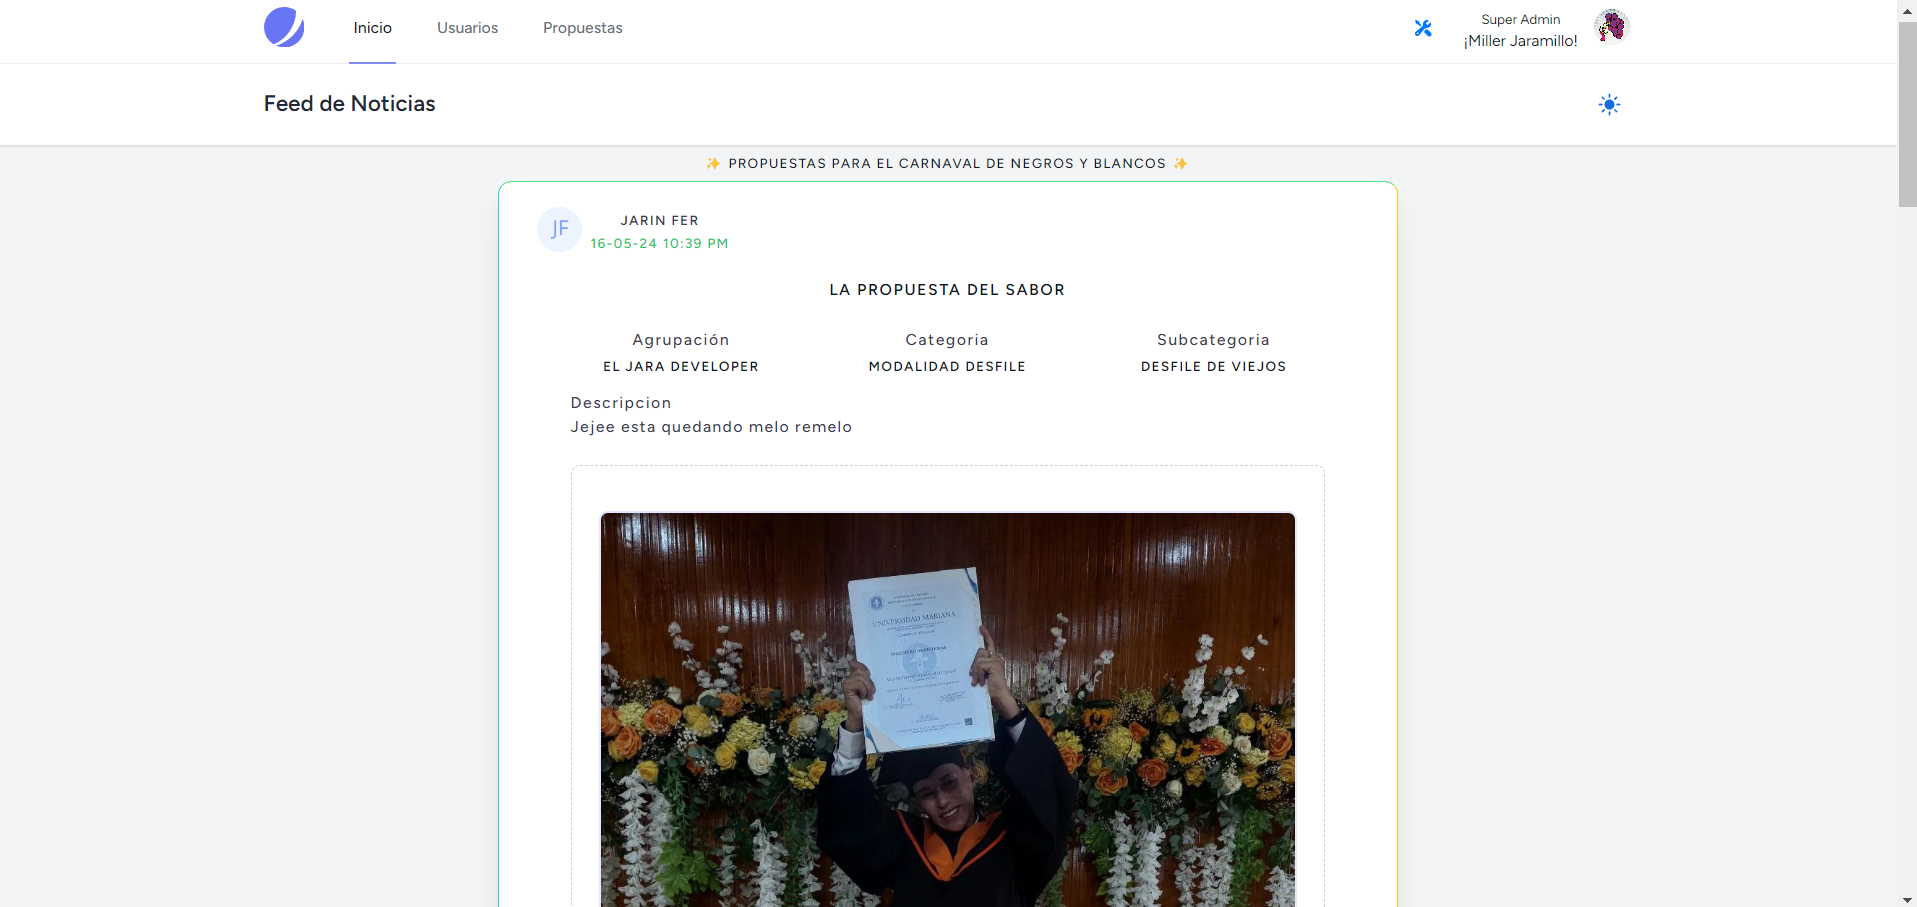 Inicio
Usuarios
Propuestas
Super Admin
¡Miller Jaramillo!
Feed de Noticias
✨ PROPUESTAS PARA EL CARNAVAL DE NEGROS Y BLANCOS ✨
JF
JARIN FER
16-05-24 10:39 PM
LA PROPUESTA DEL SABOR
Agrupación
EL JARA DEVELOPER
Categoria
MODALIDAD DESFILE
Subcategoria
DESFILE DE VIEJOS
Descripcion
Jejee esta quedando melo remelo
UNIVERSIDAD MARIANA